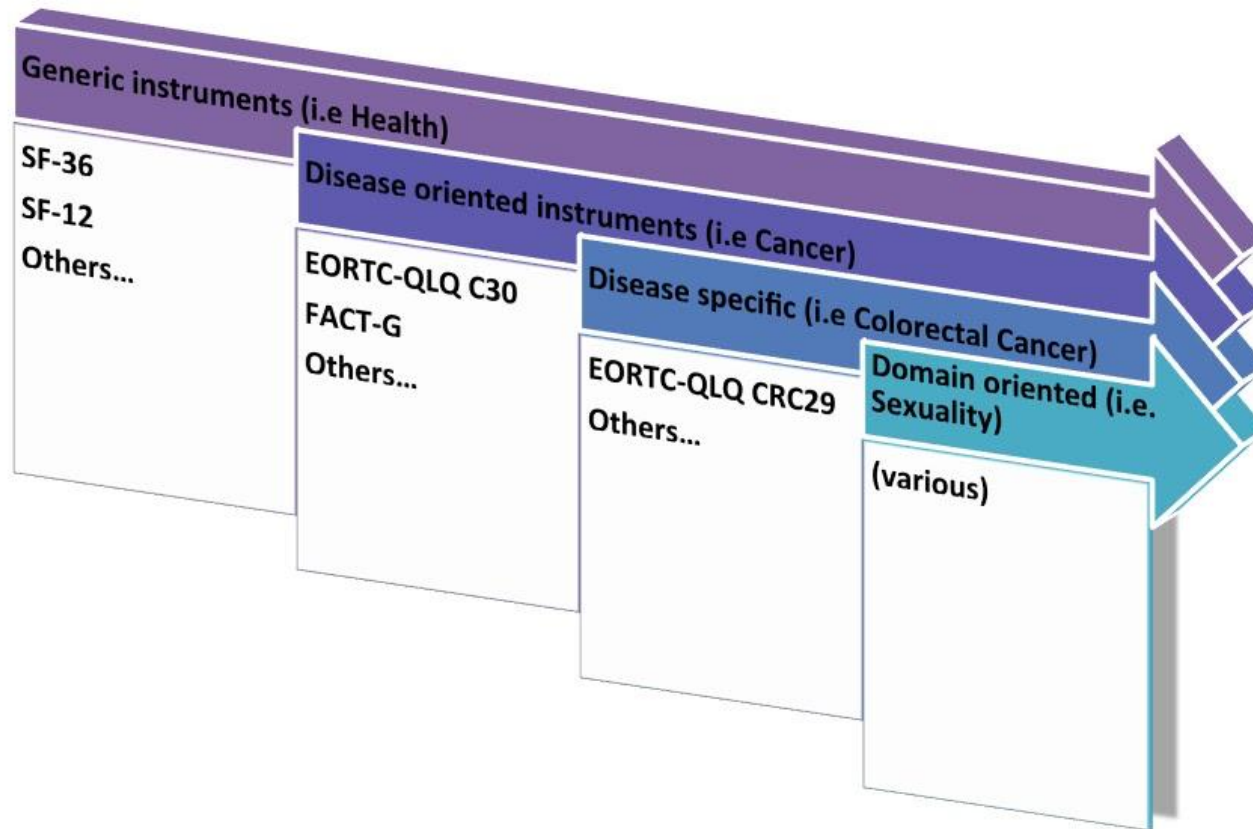 Generic instruments (i.e Health)
SF-36
SF-12
Others...
Disease oriented instruments (i.e Cancer)
EORTC-QLQ C30
FACT-G
Others...
Disease specific (i.e Colorectal Cancer)
EORTC-QLQ CRC29
Others...
Domain oriented (i.e.
Sexuality)
(various)